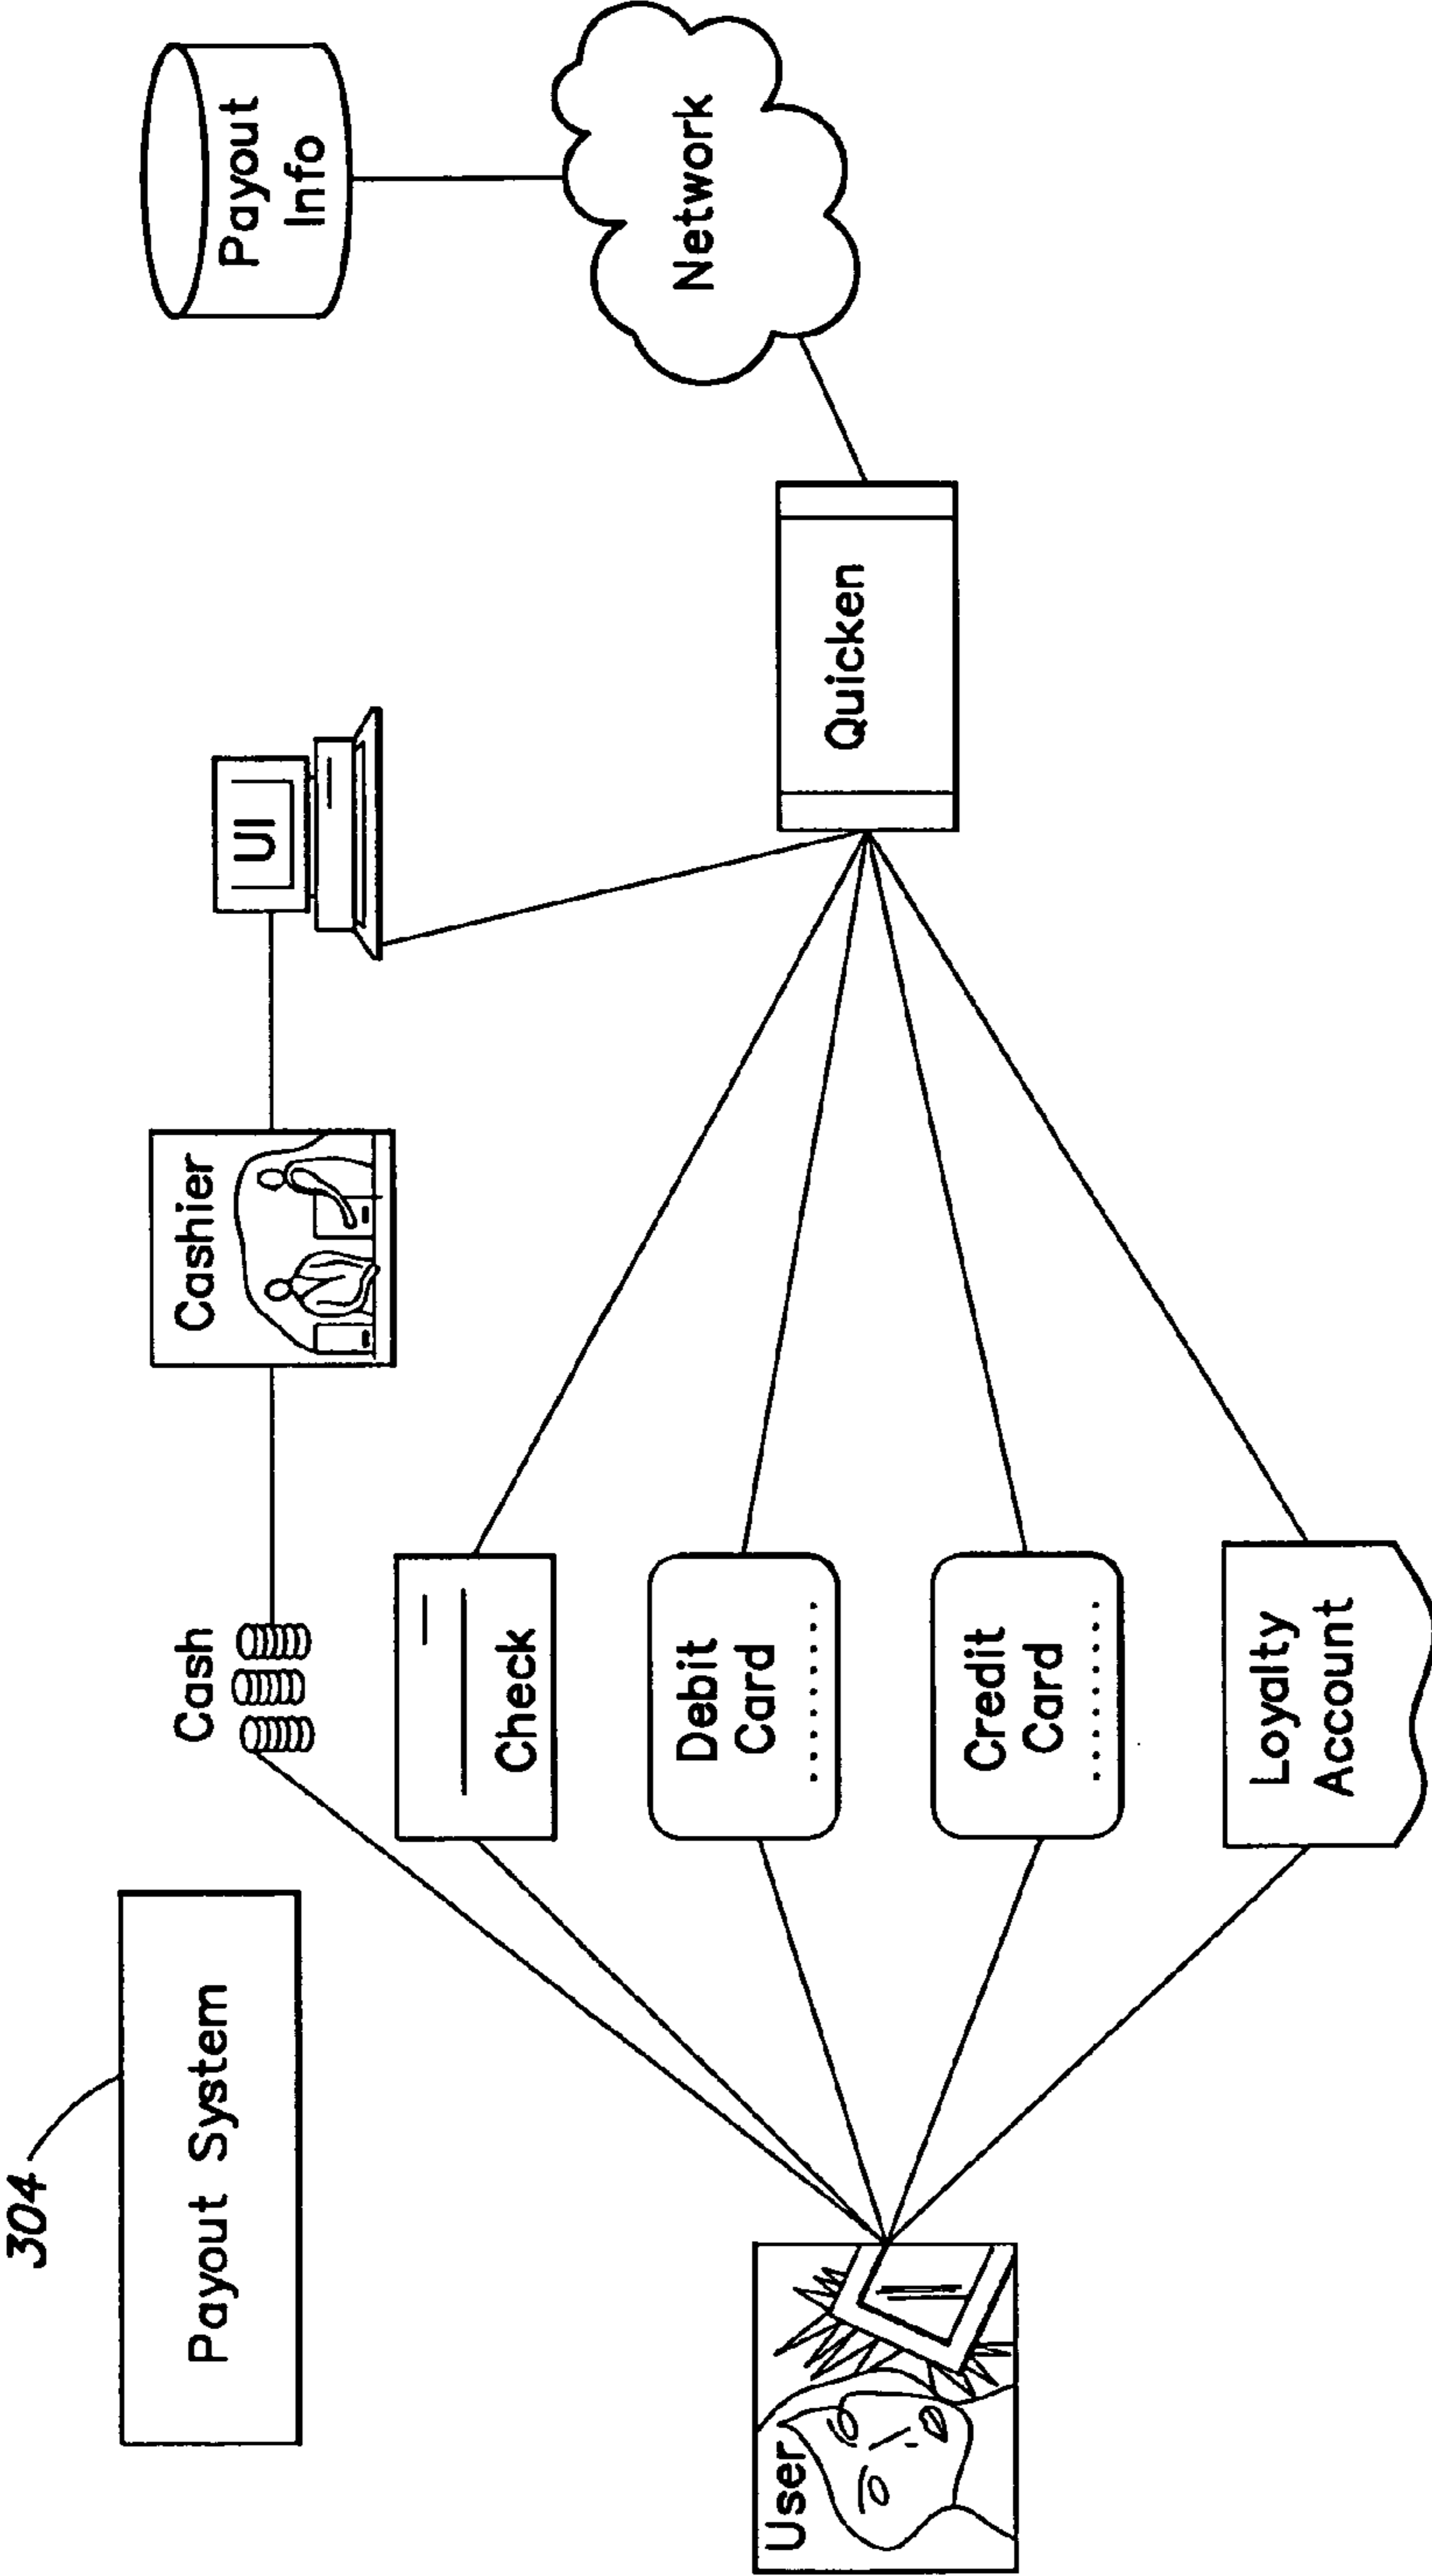 304
Payout System
User
Cash
Cashier
UI
Payout
Info
Check
Debit
Card
Credit
Card
Loyalty
Account
Quicken
Network